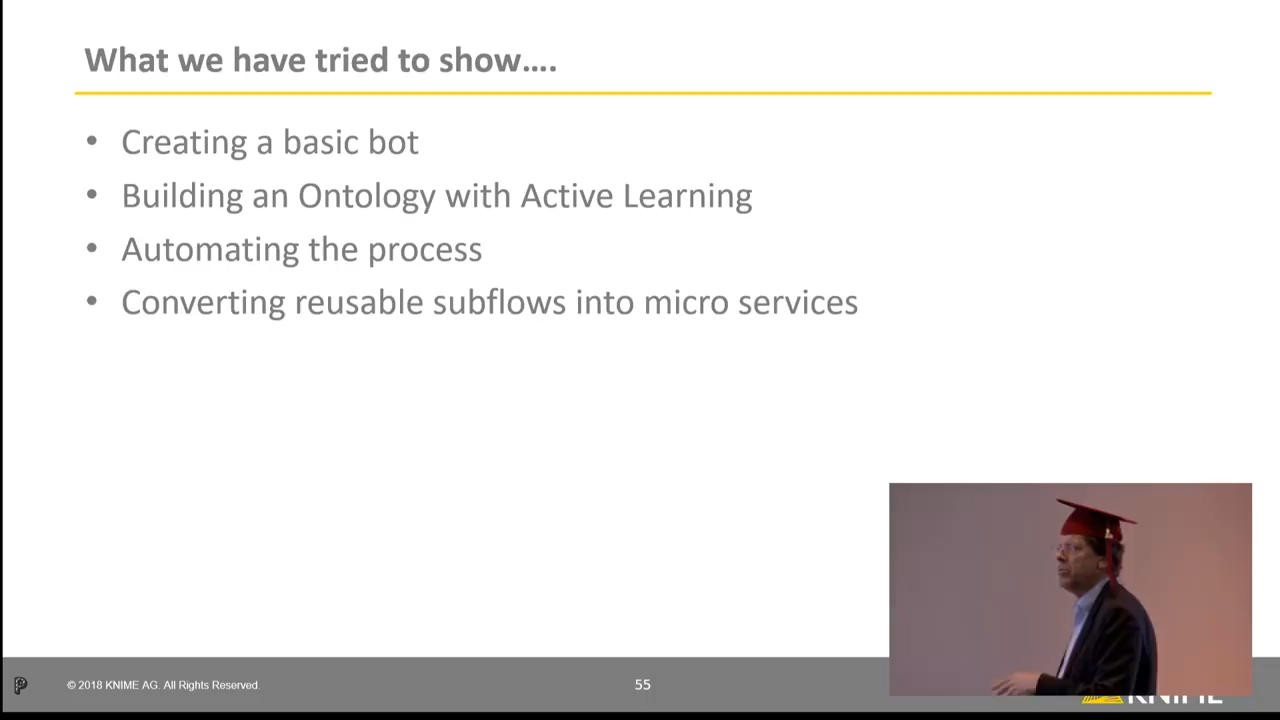 What we have tried to show....
• Creating a basic bot
• Building an Ontology with Active Learning
• Automating the process
• Converting reusable subflows into micro services
© 2018 KNIME AG. All Rights Reserved.
55
KNIME